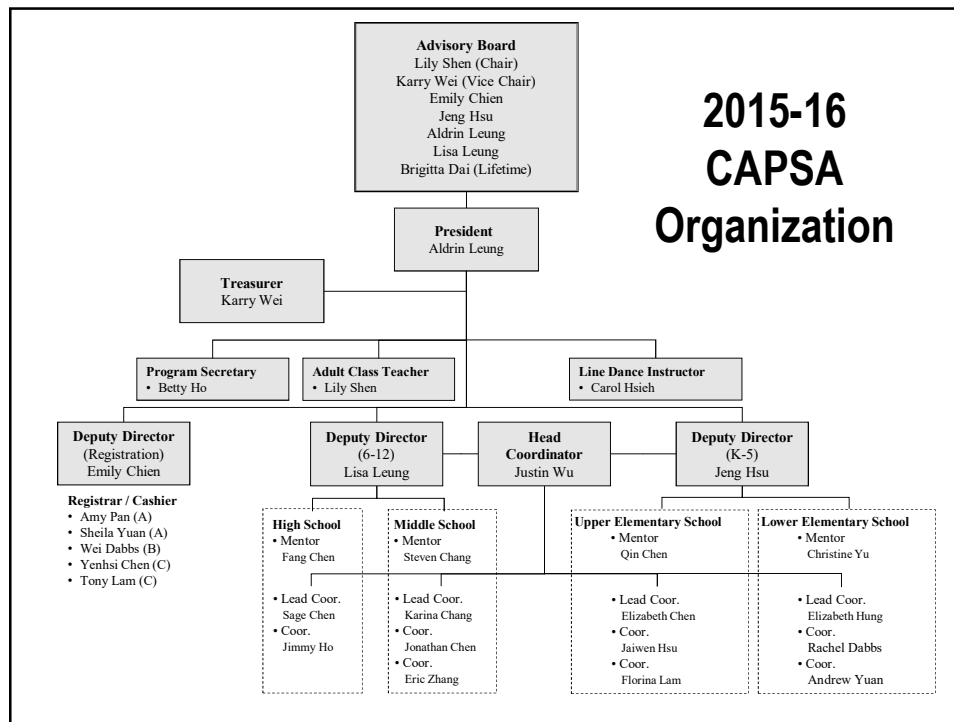 Advisory Board
Lily Shen (Chair)
Karry Wei (Vice Chair)
Emily Chien
Jeng Hsu
Aldrin Leung
Lisa Leung
Brigitta Dai (Lifetime)
2015-16
CAPSA
Organization
President
Aldrin Leung
Treasurer
Karry Wei
Program Secretary
• Betty Ho
Adult Class Teacher
• Lily Shen
Line Dance Instructor
• Carol Hsieh
Deputy Director
(Registration)
Emily Chien
Deputy Director
(6-12)
Lisa Leung
Head
Coordinator
Justin Wu
Deputy Director
(K-5)
Jeng Hsu
Registrar / Cashier
• Amy Pan (A)
• Sheila Yuan (A)
• Wei Dabbs (B)
• Yenhsi Chen (C)
• Tony Lam (C)
High School
• Mentor
Fang Chen
• Lead Coor.
Sage Chen
• Coor.
Jimmy Ho
Middle School
• Mentor
Steven Chang
• Lead Coor.
Karina Chang
• Coor.
Jonathan Chen
• Coor.
Eric Zhang
Upper Elementary School
• Mentor
Qin Chen
• Lead Coor.
Elizabeth Chen
• Coor.
Jaiwen Hsu
• Coor.
Florina Lam
Lower Elementary School
• Mentor
Christine Yu
• Lead Coor.
Elizabeth Hung
• Coor.
Rachel Dabbs
• Coor.
Andrew Yuan